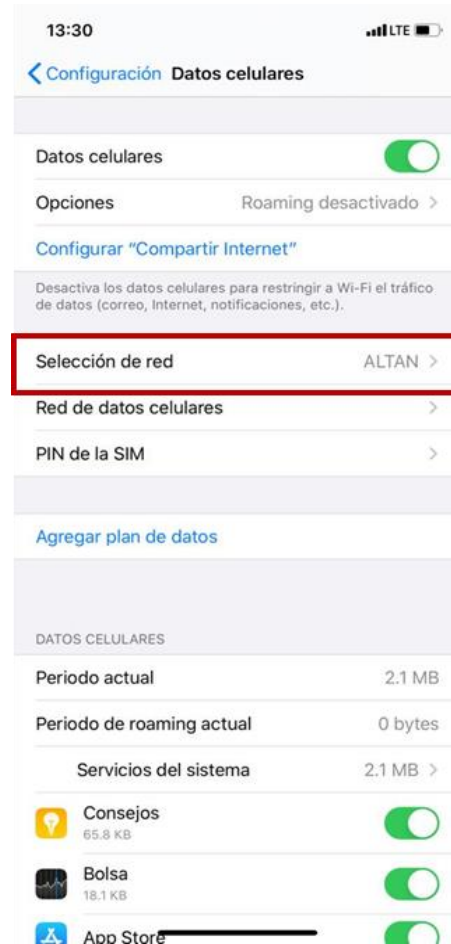 13:30 LTE
Configuración Datos celulares
Datos celulares
Opciones Roaming desactivado
Configurar “Compartir Internet”
Desactiva los datos celulares para restringir a Wi-Fi el tráfico
de datos (correo, Internet, notificaciones, etc.).
Selección de red ALTAN
Red de datos celulares
PIN de la SIM
Agregar plan de datos
DATOS CELULARES
Periodo actual 2.1 MB
Periodo de roaming actual 0 bytes
Servicios del sistema 2.1 MB
Consejos
65.8 KB
Bolsa
18.1 KB
App Store